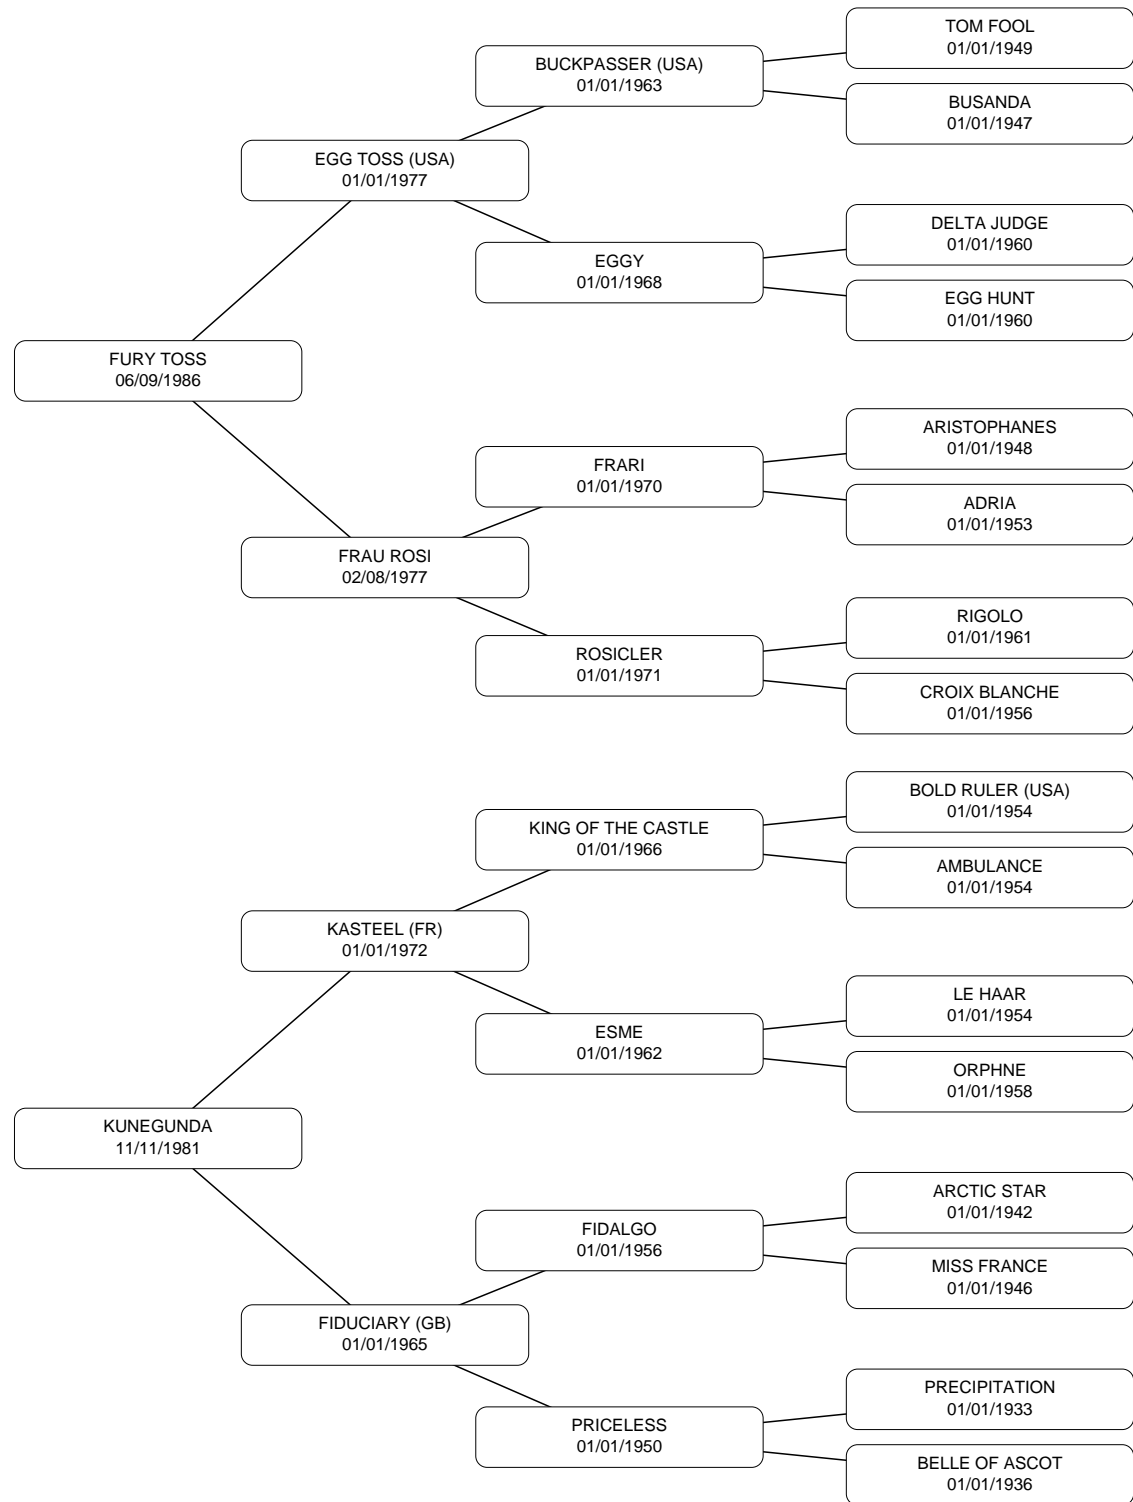 TOM FOOL
01/01/1949
BUCKPASSER (USA)
01/01/1963
BUSANDA
01/01/1947
EGG TOSS (USA)
01/01/1977
DELTA JUDGE
01/01/1960
EGGY
01/01/1968
EGG HUNT
01/01/1960
FURY TOSS
06/09/1986
ARISTOPHANES
01/01/1948
FRARI
01/01/1970
ADRIA
01/01/1953
FRAU ROSI
02/08/1977
RIGOLO
01/01/1961
ROSICLER
01/01/1971
CROIX BLANCHE
01/01/1956
BOLD RULER (USA)
01/01/1954
KING OF THE CASTLE
01/01/1966
AMBULANCE
01/01/1954
KASTEEL (FR)
01/01/1972
LE HAAR
01/01/1954
ESME
01/01/1962
ORPHNE
01/01/1958
KUNEGUNDA
11/11/1981
ARCTIC STAR
01/01/1942
FIDALGO
01/01/1956
MISS FRANCE
01/01/1946
FIDUCIARY (GB)
01/01/1965
PRECIPITATION
01/01/1933
PRICELESS
01/01/1950
BELLE OF ASCOT
01/01/1936